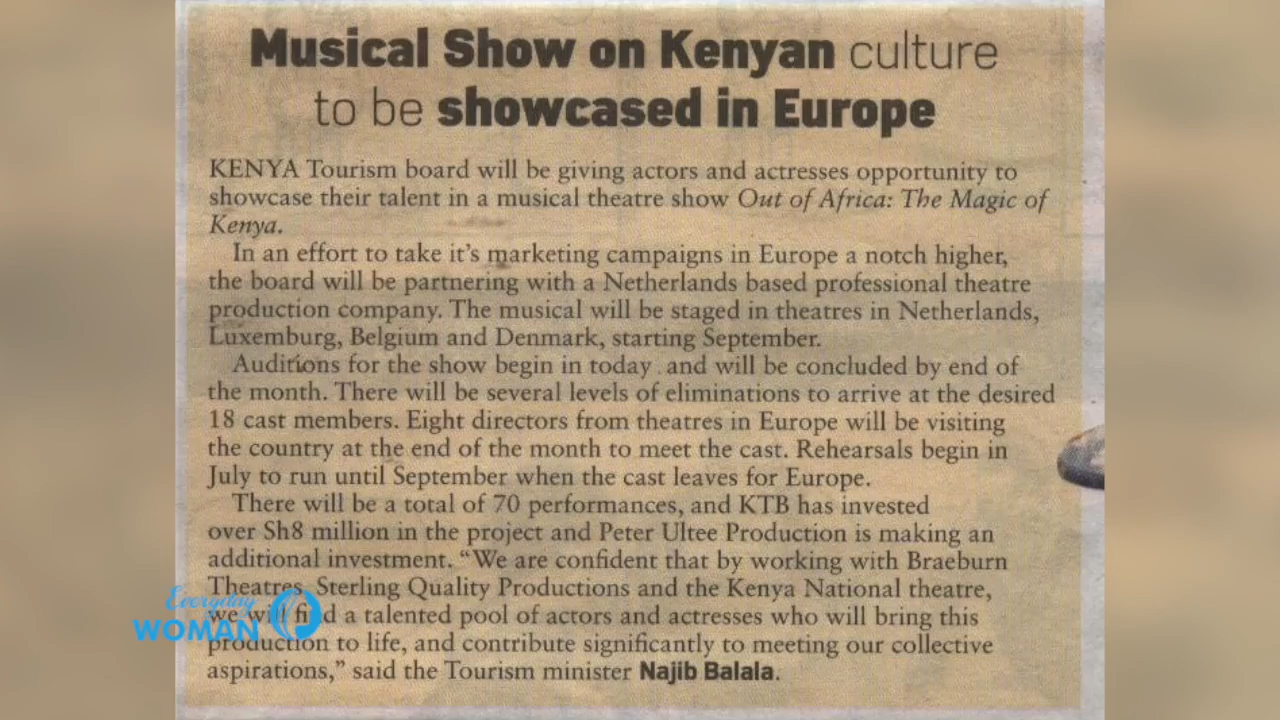 Musical Show on Kenyan culture
to be showcased in Europe
KENYA Tourism board will be giving actors and actresses opportunity to
showcase their talent in a musical theatre show Out of Africa: The Magic of
Kenya.
In an effort to take it's marketing campaigns in Europe a notch higher,
the board will be partnering with a Netherlands based professional theatre
production company. The musical will be staged in theatres in Netherlands,
Luxemburg, Belgium and Denmark, starting September.
Auditions for the show begin in today and will be concluded by end of
the month. There will be several levels of eliminations to arrive at the desired
18 cast members. Eight directors from theatres in Europe will be visiting
the country at the end of the month to meet the cast. Rehearsals begin in
July to run until September when the cast leaves for Europe.
There will be a total of 70 performances, and KTB has invested
over Sh8 million in the project and Peter Ultee Production is making an
additional investment. “We are confident that by working with Braeburn
Theatres, Sterling Quality Productions and the Kenya National theatre,
we will find a talented pool of actors and actresses who will bring this
production to life, and contribute significantly to meeting our collective
aspirations,” said the Tourism minister Najib Balala.
Everyday
WOMAN